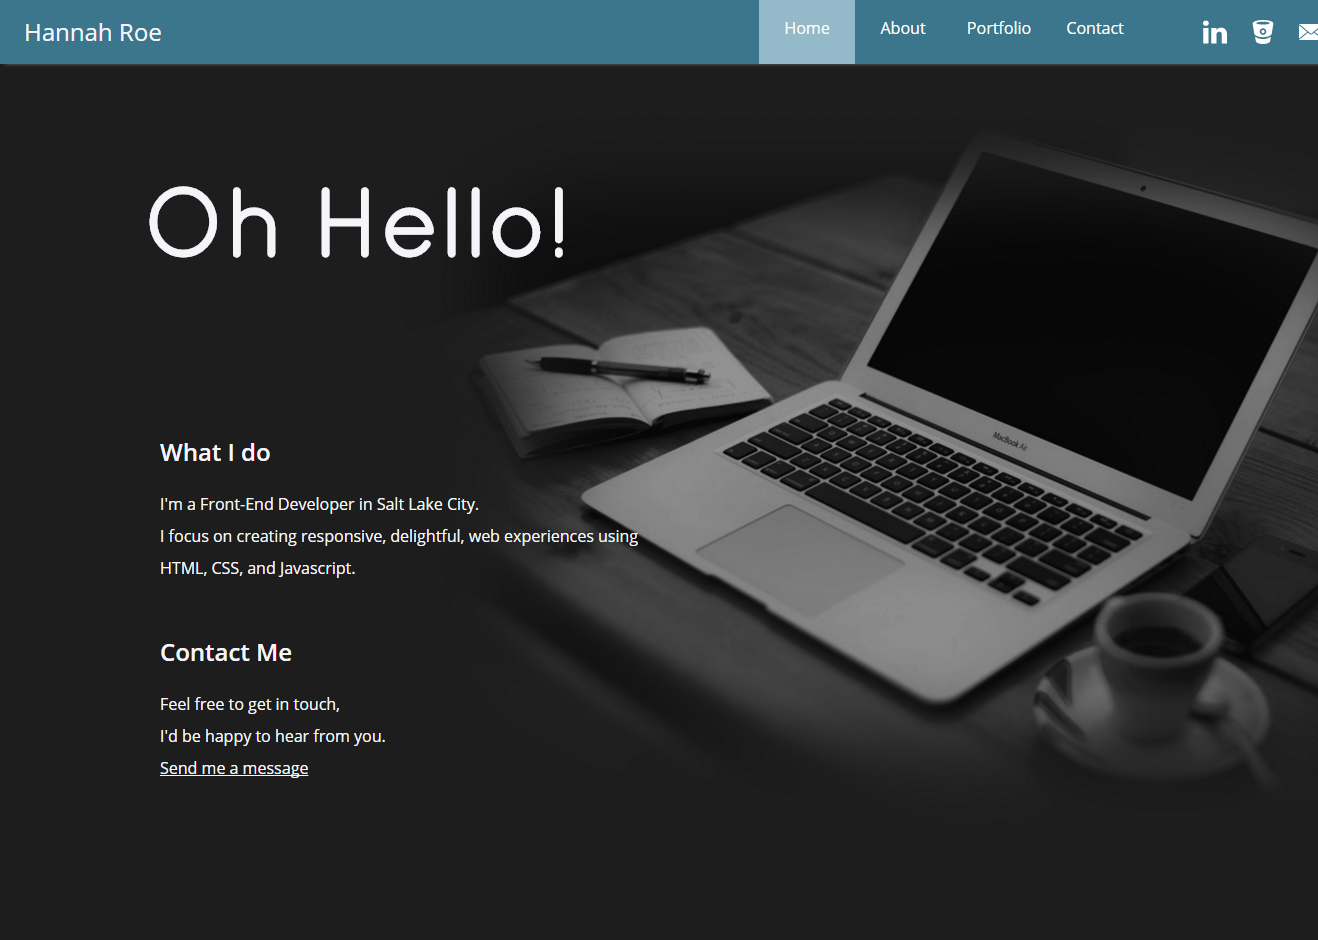 Hannah Roe
Home About Portfolio Contact
in
Oh Hello!
MacBook Air
What I do
I'm a Front-End Developer in Salt Lake City.
I focus on creating responsive, delightful, web experiences using
HTML, CSS, and Javascript.
Contact Me
Feel free to get in touch,
I'd be happy to hear from you.
Send me a message